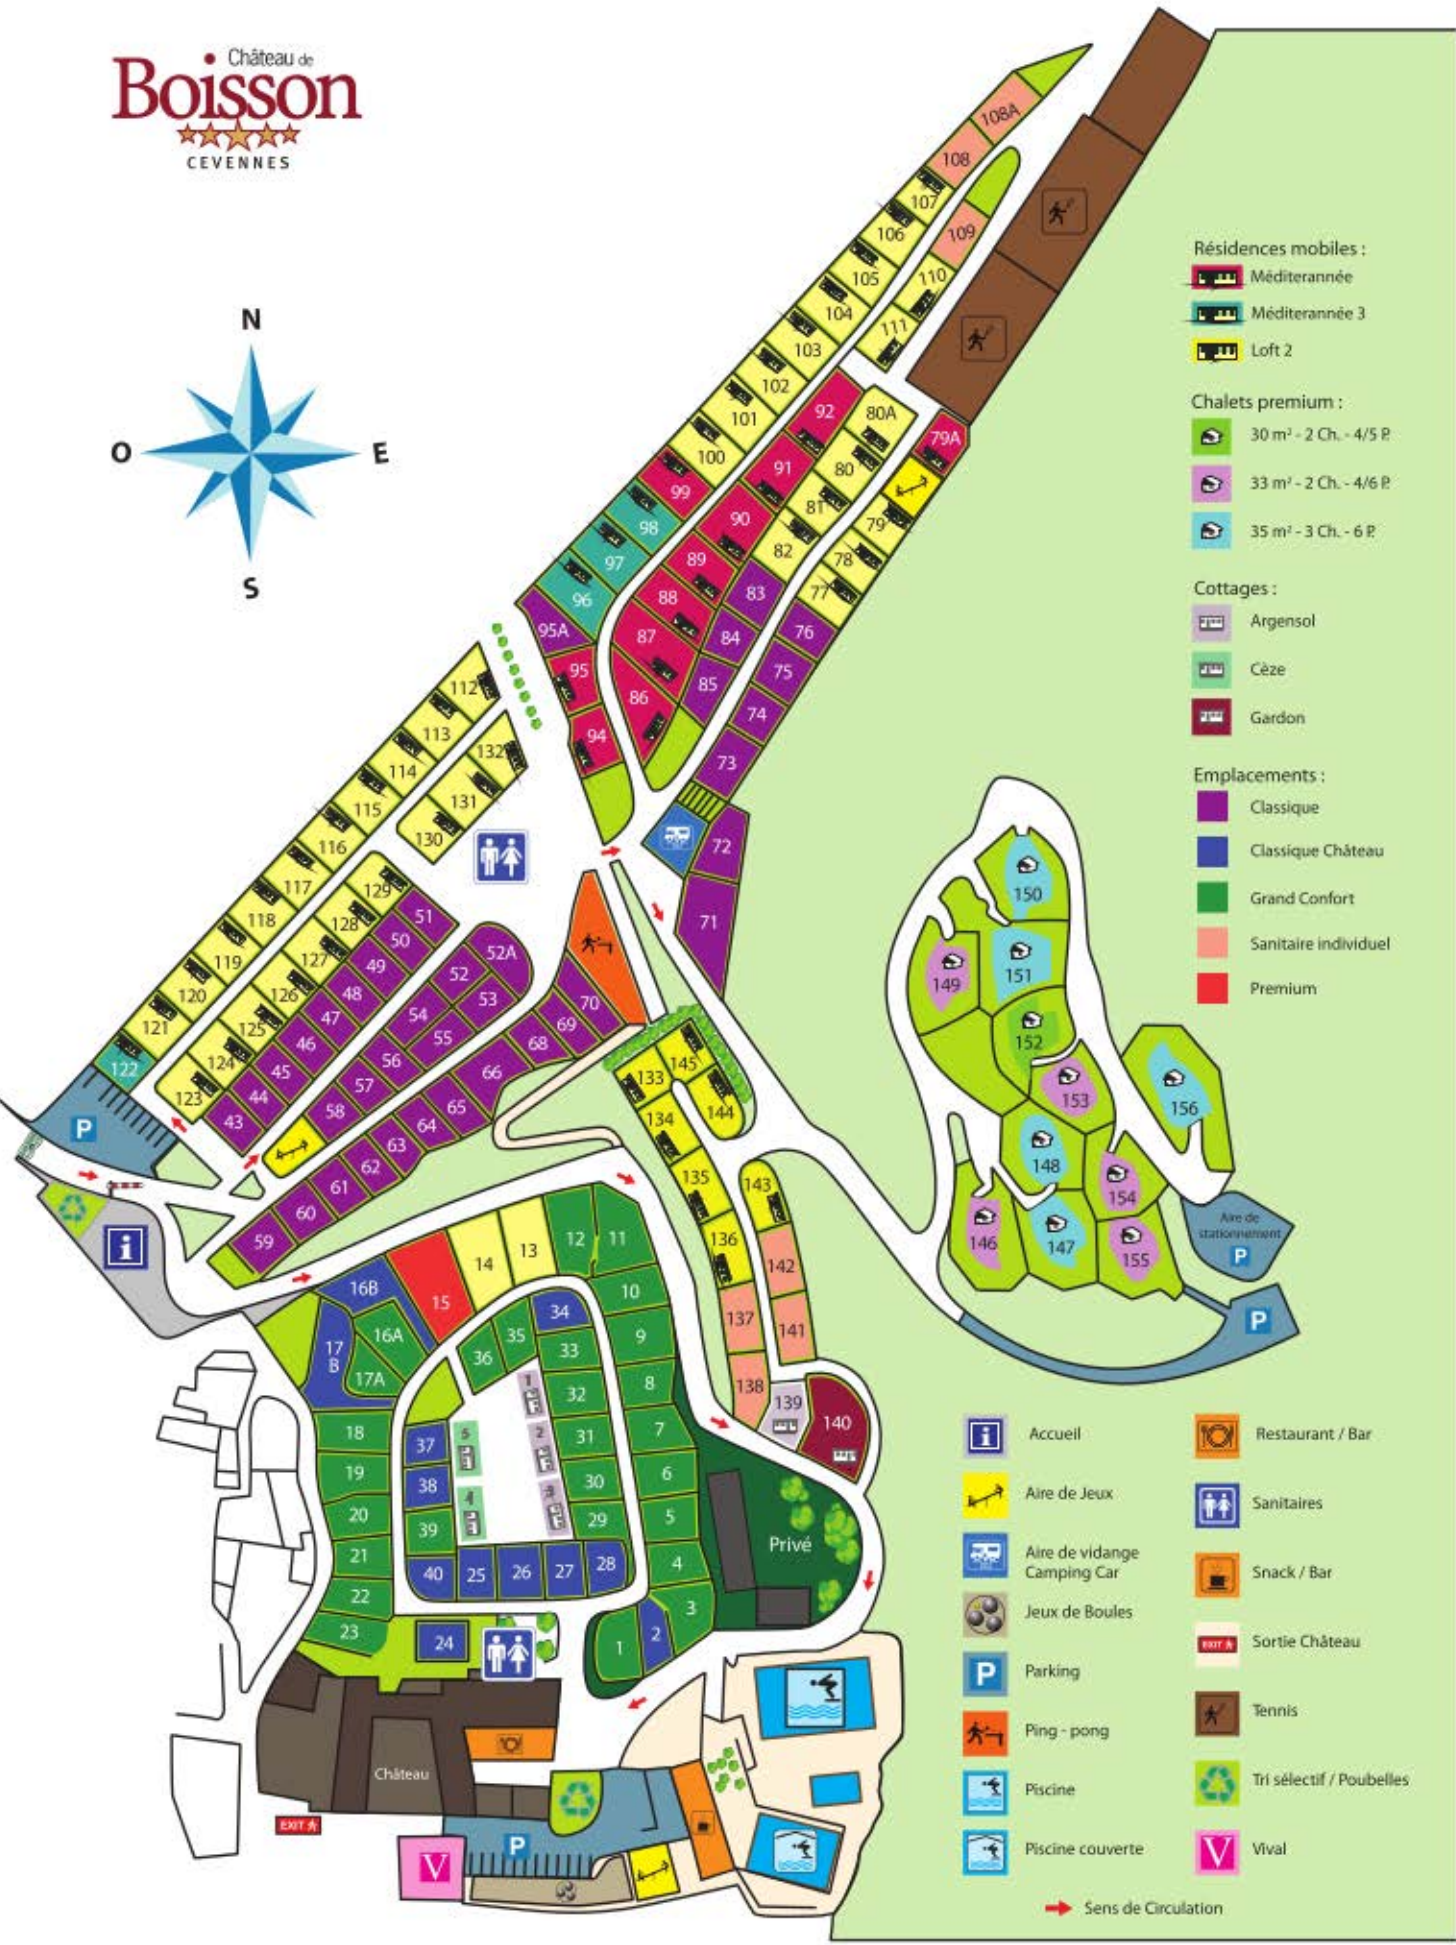 Château de
Boisson
CEVENNES
N
O
E
S
Résidences mobiles :
Méditerannée
Méditerannée 3
Loft 2
Chalets premium :
30 m² - 2 Ch. - 4/5 P.
33 m² - 2 Ch. - 4/6 P.
35 m² - 3 Ch. - 6 P.
Cottages :
Argensol
Cèze
Gardon
Emplacements :
Classique
Classique Château
Grand Confort
Sanitaire individuel
Premium
108A
108
107
106
105
104
103
102
101
100
99
98
97
96
95A
95
94
109
110
111
92
91
90
89
88
87
86
80A
80
81
82
83
84
85
79A
79
78
77
76
75
74
73
72
71
112
113
114
115
116
117
118
119
120
121
122
132
131
130
129
128
127
126
125
124
123
51
50
49
48
47
46
45
44
43
52A
52
53
54
55
56
57
58
70
69
68
66
65
64
63
62
61
60
59
P
i
145
133
144
134
135
136
143
142
137
141
138
139
140
150
151
149
152
153
156
148
154
146
147
155
Aire de
stationnement
P
P
16B
15
14
13
12
11
16A
17
B
17A
10
9
8
7
6
5
4
3
2
1
34
35
36
33
32
31
30
29
28
27
26
25
40
39
38
37
1
2
3
4
5
18
19
20
21
22
23
24
Privé
Château
EXIT
V
P
i
Accueil
Aire de Jeux
Aire de vidange
Camping Car
Jeux de Boules
P
Parking
Ping - pong
Piscine
Piscine couverte
Restaurant / Bar
Sanitaires
Snack / Bar
EXIT
Sortie Château
Tennis
Tri sélectif / Poubelles
V
Vival
Sens de Circulation